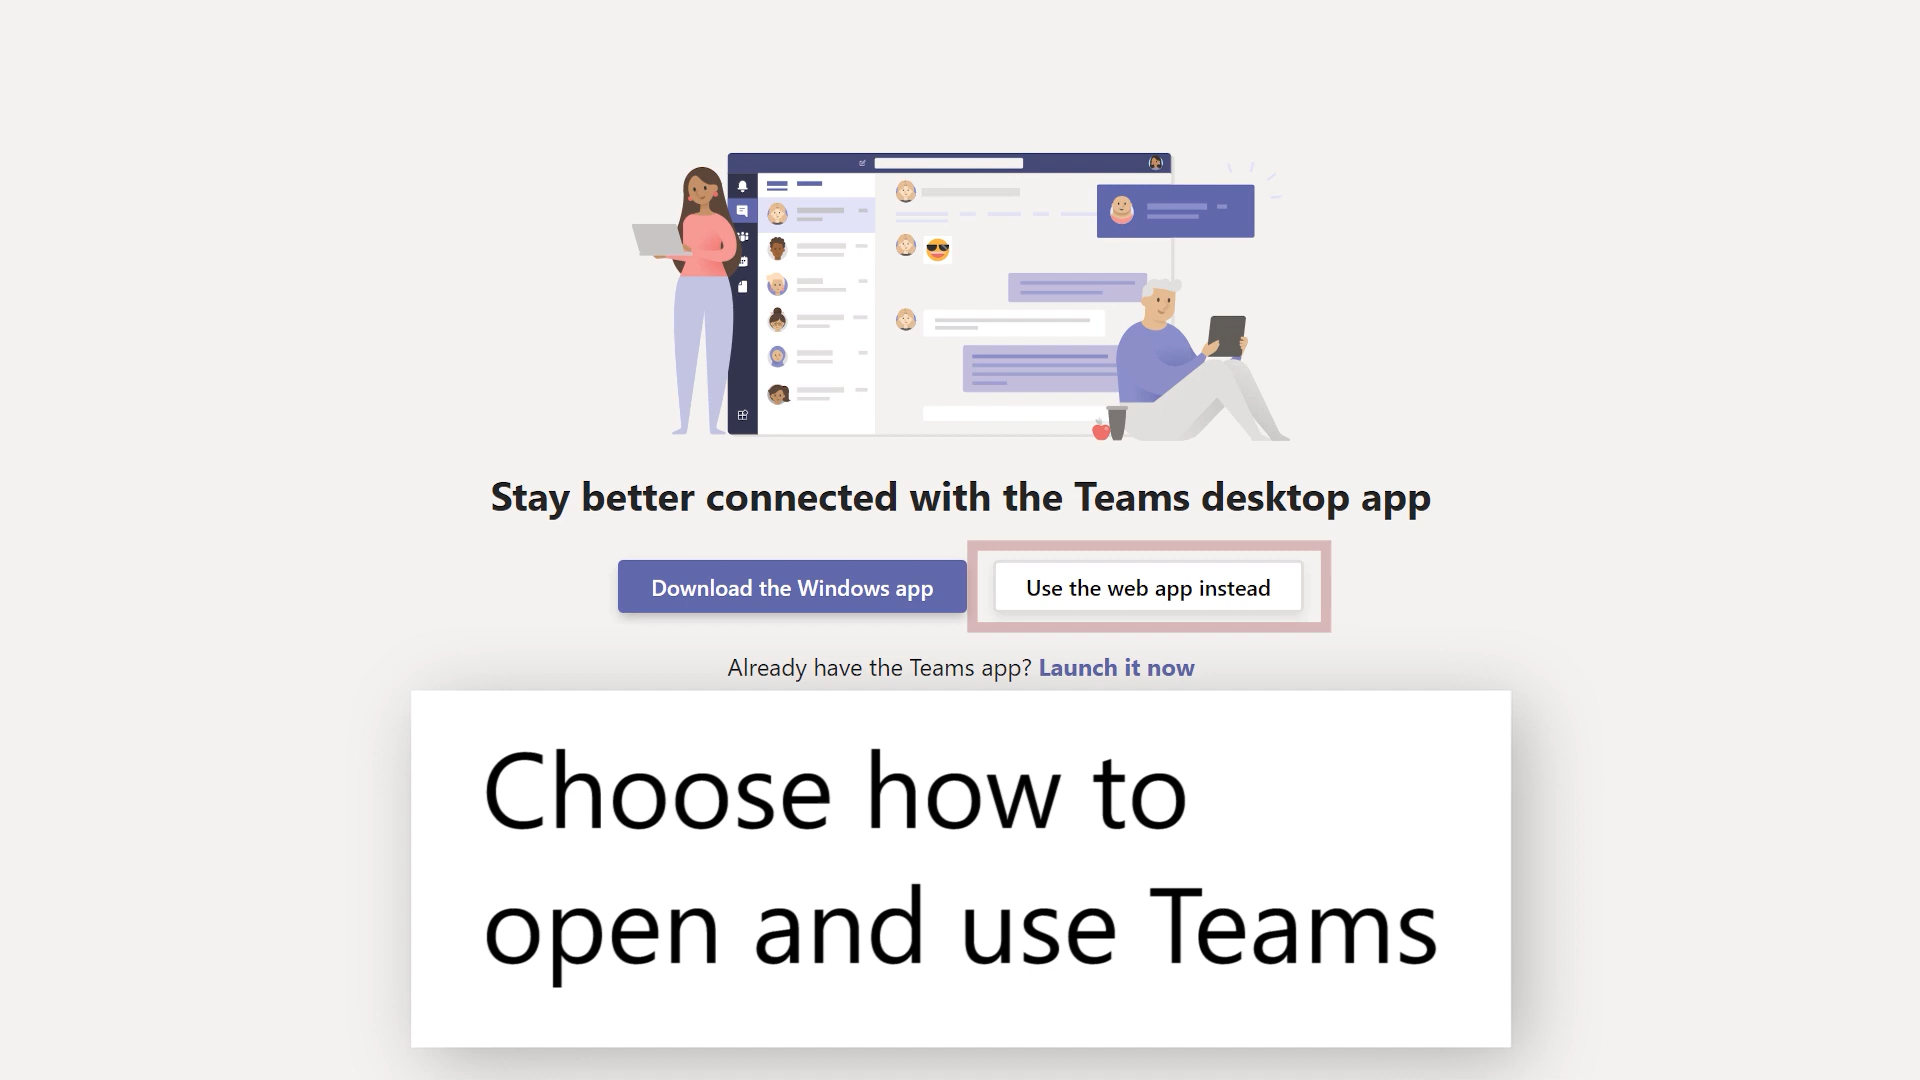 Stay better connected with the Teams desktop app
Download the Windows app
Use the web app instead
Already have the Teams app? Launch it now
Choose how to
open and use Teams